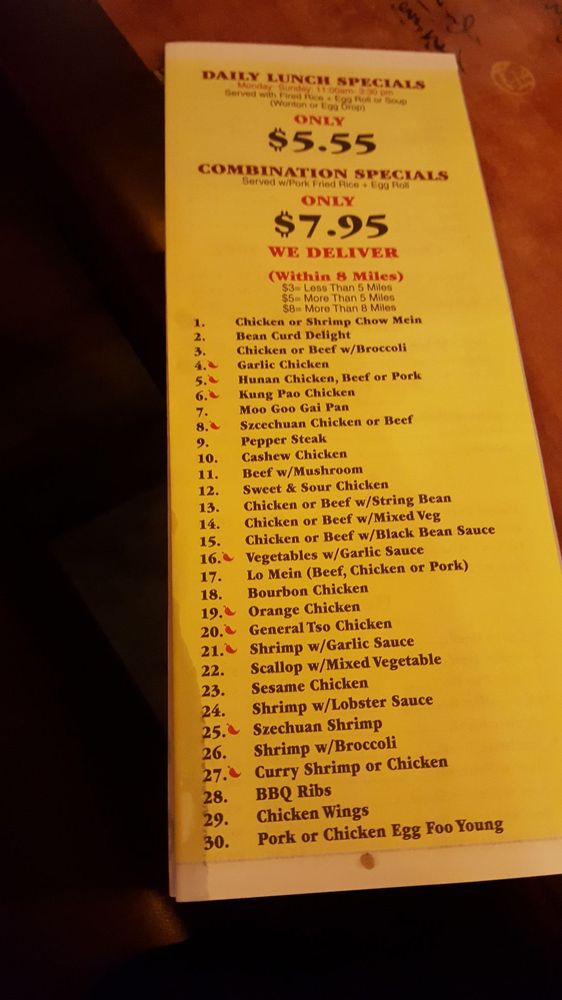 DAILY LUNCH SPECIALS
Monday- Sunday 11:00am- 3:30 pm
Served with Fired Rice + Egg Roll or Soup
(Wonton or Egg Drop)
ONLY
$5.55
COMBINATION SPECIALS
Served w/Pork Fried Rice + Egg Roll
ONLY
$7.95
WE DELIVER
(Within 8 Miles)
$3= Less Than 5 Miles
$5= More Than 5 Miles
$8= More Than 8 Miles
1. Chicken or Shrimp Chow Mein
2. Bean Curd Delight
3. Chicken or Beef w/Broccoli
4. Garlic Chicken
5. Hunan Chicken, Beef or Pork
6. Kung Pao Chicken
7. Moo Goo Gai Pan
8. Szcechuan Chicken or Beef
9. Pepper Steak
10. Cashew Chicken
11. Beef w/Mushroom
12. Sweet & Sour Chicken
13. Chicken or Beef w/String Bean
14. Chicken or Beef w/Mixed Veg
15. Chicken or Beef w/Black Bean Sauce
16. Vegetables w/Garlic Sauce
17. Lo Mein (Beef, Chicken or Pork)
18. Bourbon Chicken
19. Orange Chicken
20. General Tso Chicken
21. Shrimp w/Garlic Sauce
22. Scallop w/Mixed Vegetable
23. Sesame Chicken
24. Shrimp w/Lobster Sauce
25. Szechuan Shrimp
26. Shrimp w/Broccoli
27. Curry Shrimp or Chicken
28. BBQ Ribs
29. Chicken Wings
30. Pork or Chicken Egg Foo Young